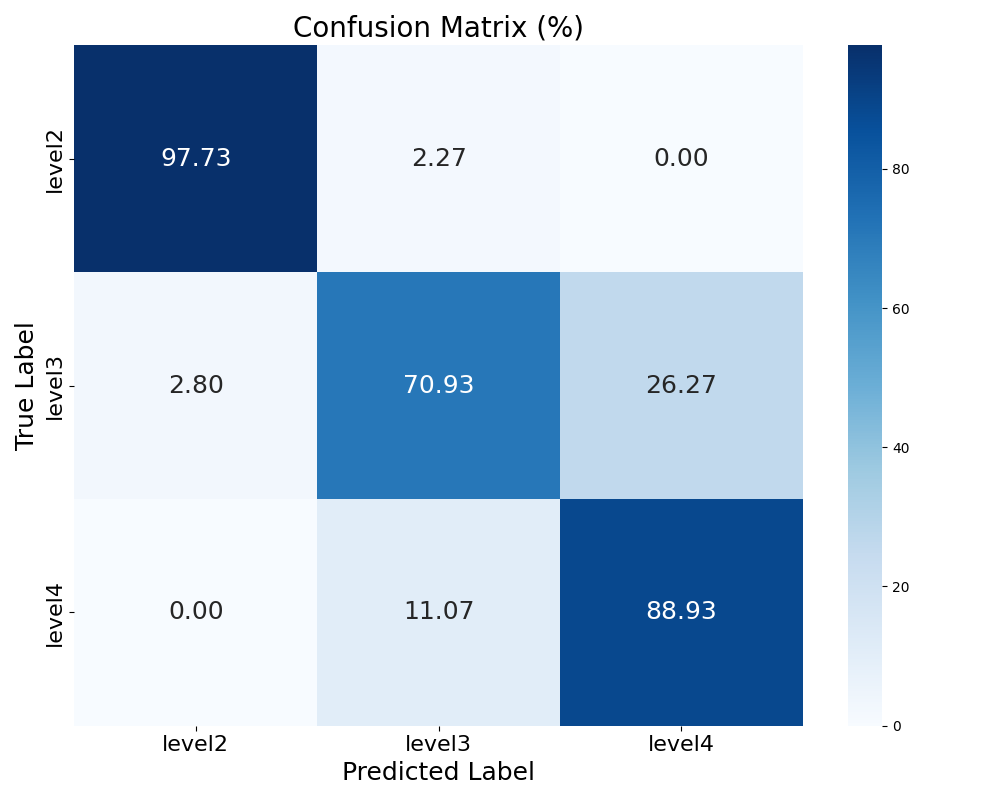 Confusion Matrix (%)
True Label
level2
97.73 2.27 0.00
level3
2.80 70.93 26.27
level4
0.00 11.07 88.93
level2 level3 level4
Predicted Label
80
60
40
20
0